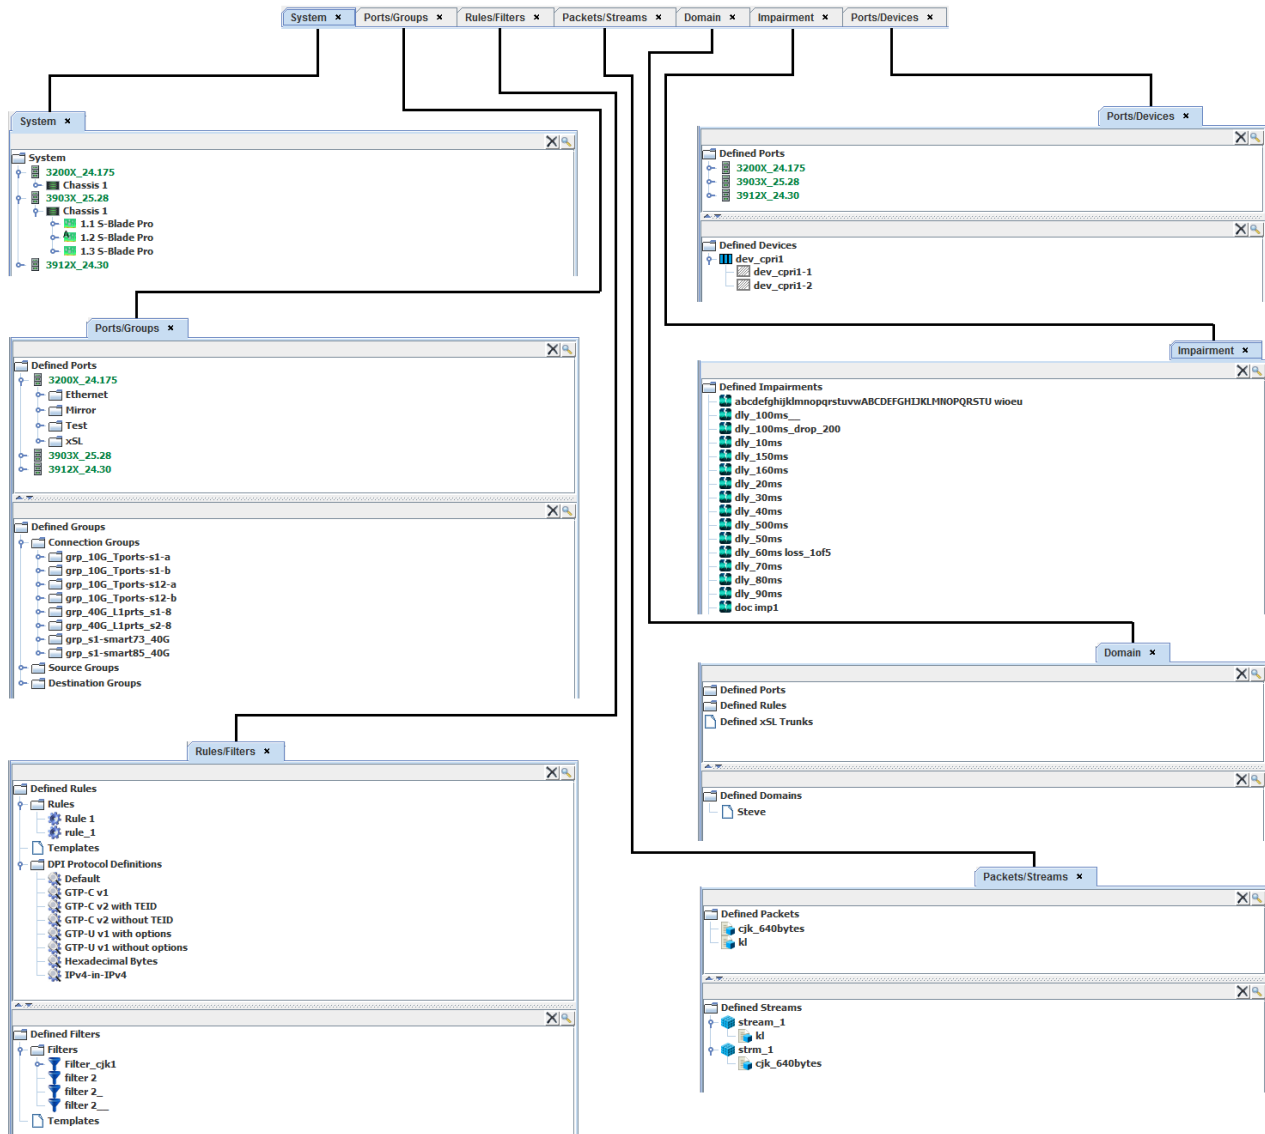 System × Ports/Groups × Rules/Filters × Packets/Streams × Domain × Impairment × Ports/Devices ×
System ×
System
3200X_24.175
Chassis 1
3903X_25.28
Chassis 1
1.1 S-Blade Pro
1.2 S-Blade Pro
1.3 S-Blade Pro
3912X_24.30
Ports/Groups ×
Defined Ports
3200X_24.175
Ethernet
Mirror
Test
xSL
3903X_25.28
3912X_24.30
Defined Groups
Connection Groups
grp_10G_Tports-s1-a
grp_10G_Tports-s1-b
grp_10G_Tports-s12-a
grp_10G_Tports-s12-b
grp_40G_L1prts_s1-8
grp_40G_L1prts_s2-8
grp_s1-smart73_40G
grp_s1-smart85_40G
Source Groups
Destination Groups
Rules/Filters ×
Defined Rules
Rules
Rule 1
rule_1
Templates
DPI Protocol Definitions
Default
GTP-C v1
GTP-C v2 with TEID
GTP-C v2 without TEID
GTP-U v1 with options
GTP-U v1 without options
Hexadecimal Bytes
IPv4-in-IPv4
Defined Filters
Filters
Filter_cjk1
filter 2
filter 2_
filter 2__
Templates
Ports/Devices ×
Defined Ports
3200X_24.175
3903X_25.28
3912X_24.30
Defined Devices
dev_cpri1
dev_cpri1-1
dev_cpri1-2
Impairment ×
Defined Impairments
abcdefghijklmnopqrstuvwABCDEFGHIJKLMNOPQRSTU wioeu
dly_100ms__
dly_100ms_drop_200
dly_10ms
dly_150ms
dly_160ms
dly_20ms
dly_30ms
dly_40ms
dly_500ms
dly_50ms
dly_60ms loss_1of5
dly_70ms
dly_80ms
dly_90ms
doc imp1
Domain ×
Defined Ports
Defined Rules
Defined xSL Trunks
Defined Domains
Steve
Packets/Streams ×
Defined Packets
cjk_640bytes
kl
Defined Streams
stream_1
kl
strm_1
cjk_640bytes